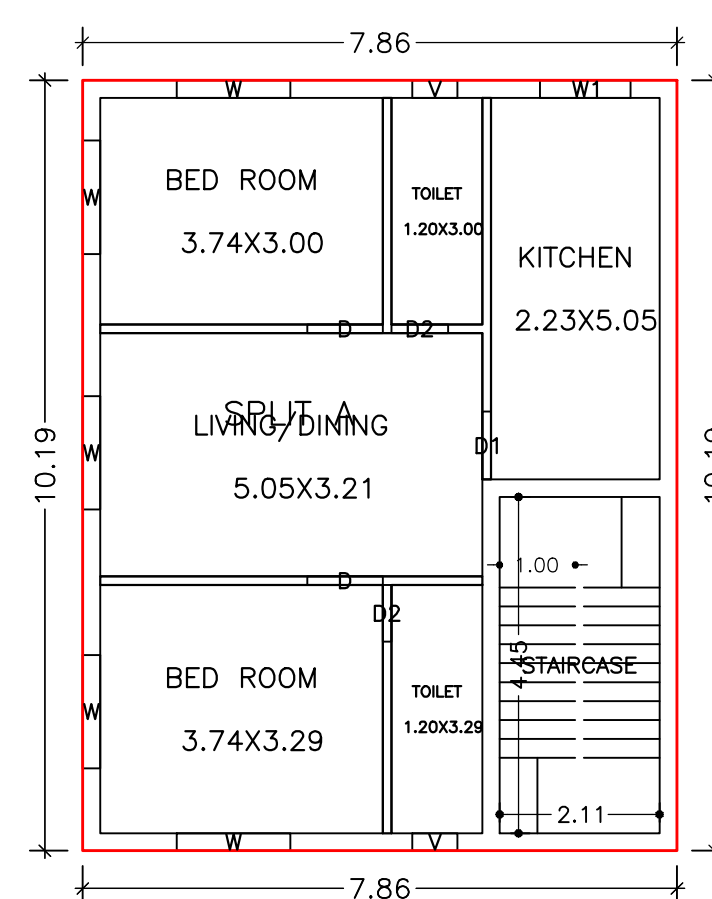 7.86
W
V
W1
W
BED ROOM
3.74X3.00
TOILET
1.20X3.00
KITCHEN
2.23X5.05
D
D2
SPLIT A
LIVING/DINING
5.05X3.21
W
D1
10.19
10.19
D
D2
1.00
4.45
STAIRCASE
BED ROOM
3.74X3.29
TOILET
1.20X3.29
W
2.11
W
V
7.86